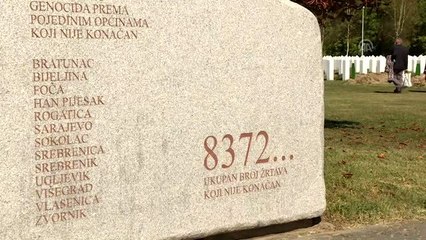 GENOCIDA PREMA
POJEDINIM OPĆINAMA
KOJI NIJE KONAČAN
BRATUNAC
BIJELJINA
FOČA
HAN PIJESAK
ROGATICA
SARAJEVO
SOKOLAC
SREBRENICA
SREBRENIK
UGLJEVIK
VIŠEGRAD
VLASENICA
ZVORNIK
8372...
UKUPAN BROJ ŽRTAVA
KOJI NIJE KONAČAN